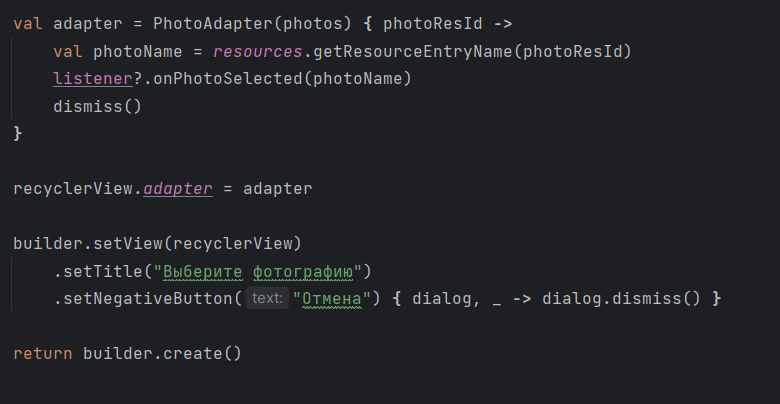 val adapter = PhotoAdapter(photos) { photoResId ->
    val photoName = resources.getResourceEntryName(photoResId)
    listener?.onPhotoSelected(photoName)
    dismiss()
}
recyclerView.adapter = adapter
builder.setView(recyclerView)
    .setTitle("Выберите фотографию")
    .setNegativeButton( text: "Отмена") { dialog, _ -> dialog.dismiss() }
return builder.create()